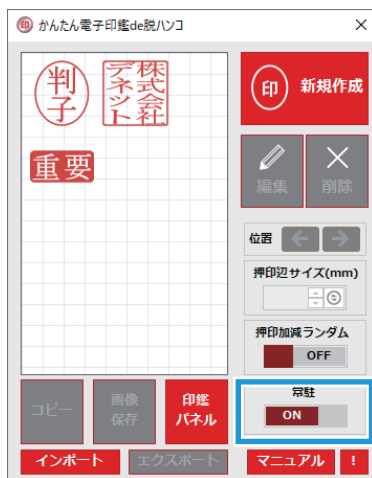 印 かんたん電子印鑑de脱ハンコ
判子
株式会社
デネット
重要
印 新規作成
編集
削除
位置
押印辺サイズ(mm)
押印加減ランダム
OFF
コピー
画像
保存
印鑑
パネル
常駐
ON
インポート
エクスポート
マニュアル
!